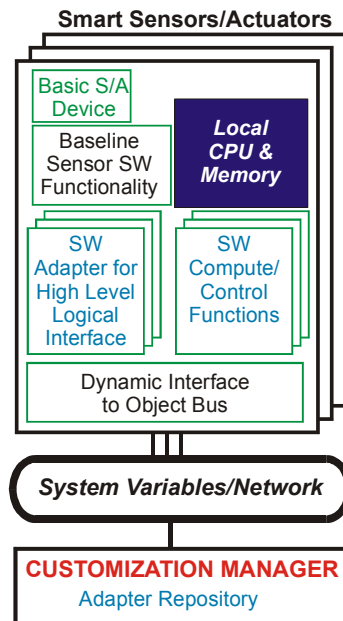 Smart Sensors/Actuators
Basic S/A
Device
Baseline
Sensor SW
Functionality
Local
CPU &
Memory
SW
Adapter for
High Level
Logical
Interface
SW
Compute/
Control
Functions
Dynamic Interface
to Object Bus
System Variables/Network
CUSTOMIZATION MANAGER
Adapter Repository